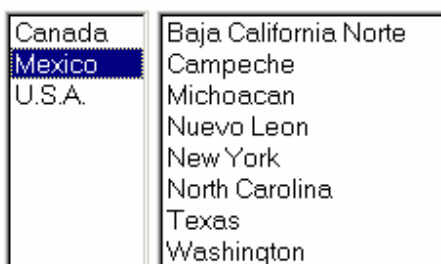 Canada
Mexico
U.S.A.
Baja California Norte
Campeche
Michoacan
Nuevo Leon
New York
North Carolina
Texas
Washington